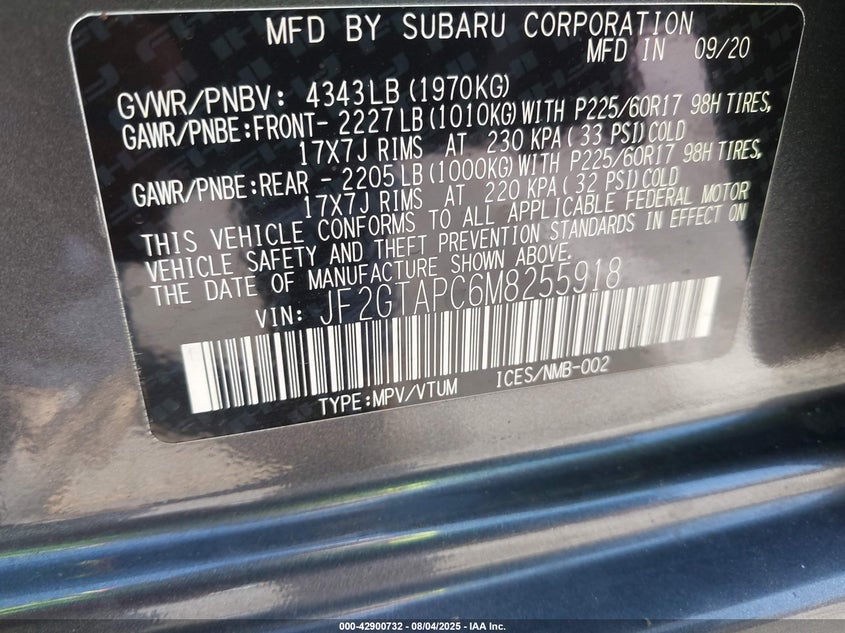 MFD BY SUBARU CORPORATION
MFD IN 09/20
GVWR/PNBV: 4343LB(1970KG)
GAWR/PNBE:FRONT- 2227LB(1010KG)WITH P225/60R17 98H TIRES,
17X7J RIMS AT 230 KPA(33 PSI)COLD
GAWR/PNBE:REAR - 2205LB(1000KG)WITH P225/60R17 98H TIRES,
17X7J RIMS AT 220 KPA(32 PSI)COLD
THIS VEHICLE CONFORMS TO ALL APPLICABLE FEDERAL MOTOR
VEHICLE SAFETY AND THEFT PREVENTION STANDARDS IN EFFECT ON
THE DATE OF MANUFACTURE SHOWN ABOVE.
VIN: JF2GTAPC6M8255918
TYPE:MPV/VTUM ICES/NMB-002
000-42900732 - 08/04/2025 - IAA Inc.